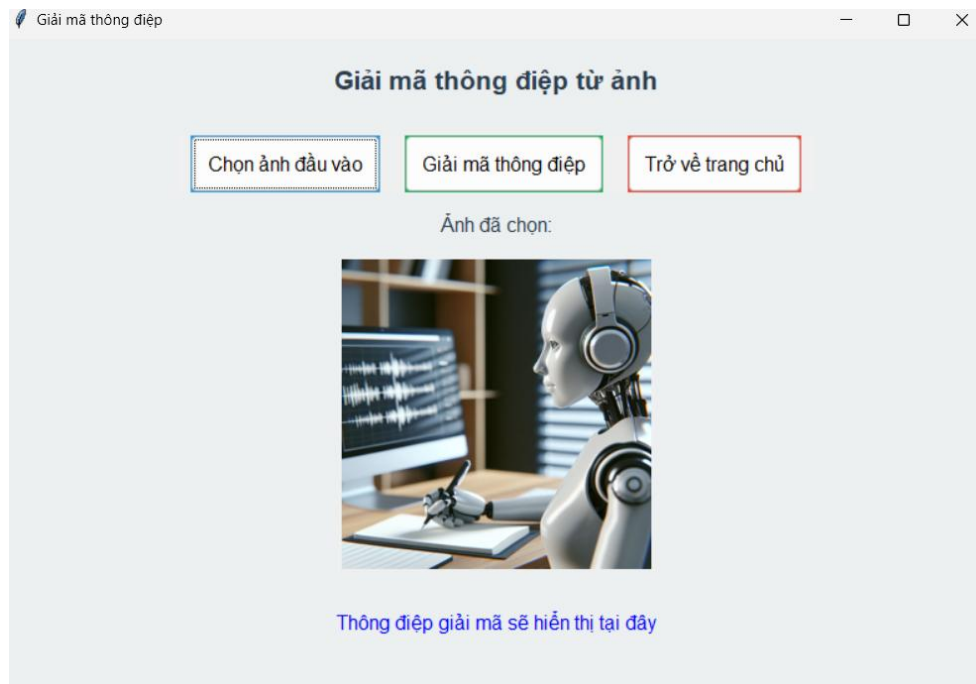 Giải mã thông điệp
Giải mã thông điệp từ ảnh
Chọn ảnh đầu vào
Giải mã thông điệp
Trở về trang chủ
Ảnh đã chọn:
Thông điệp giải mã sẽ hiển thị tại đây